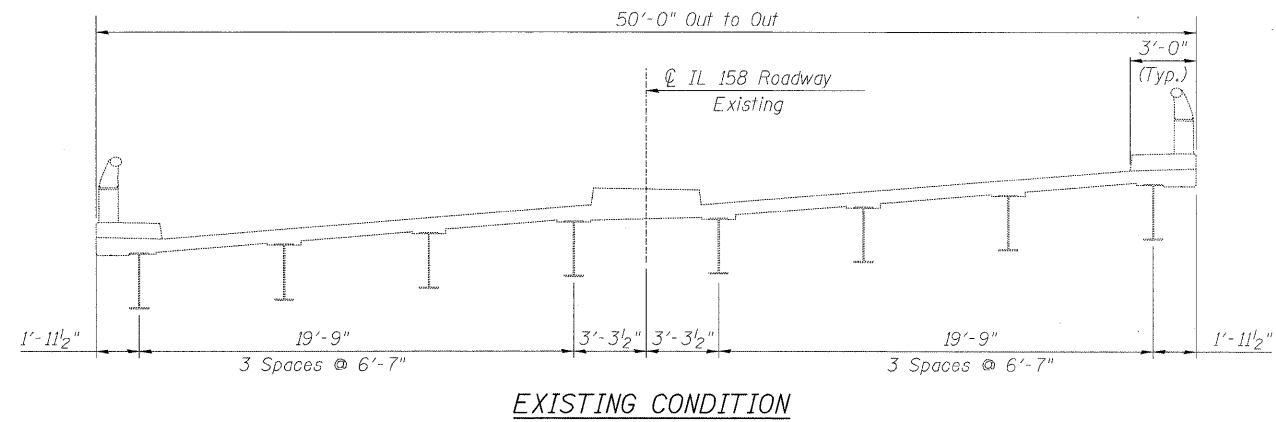 50'-0" Out to Out
3'-0"
(Typ.)
℄ IL 158 Roadway
Existing
1'-11½" 19'-9" 3'-3½" 3'-3½" 19'-9" 1'-11½"
3 Spaces @ 6'-7" 3 Spaces @ 6'-7"
EXISTING CONDITION